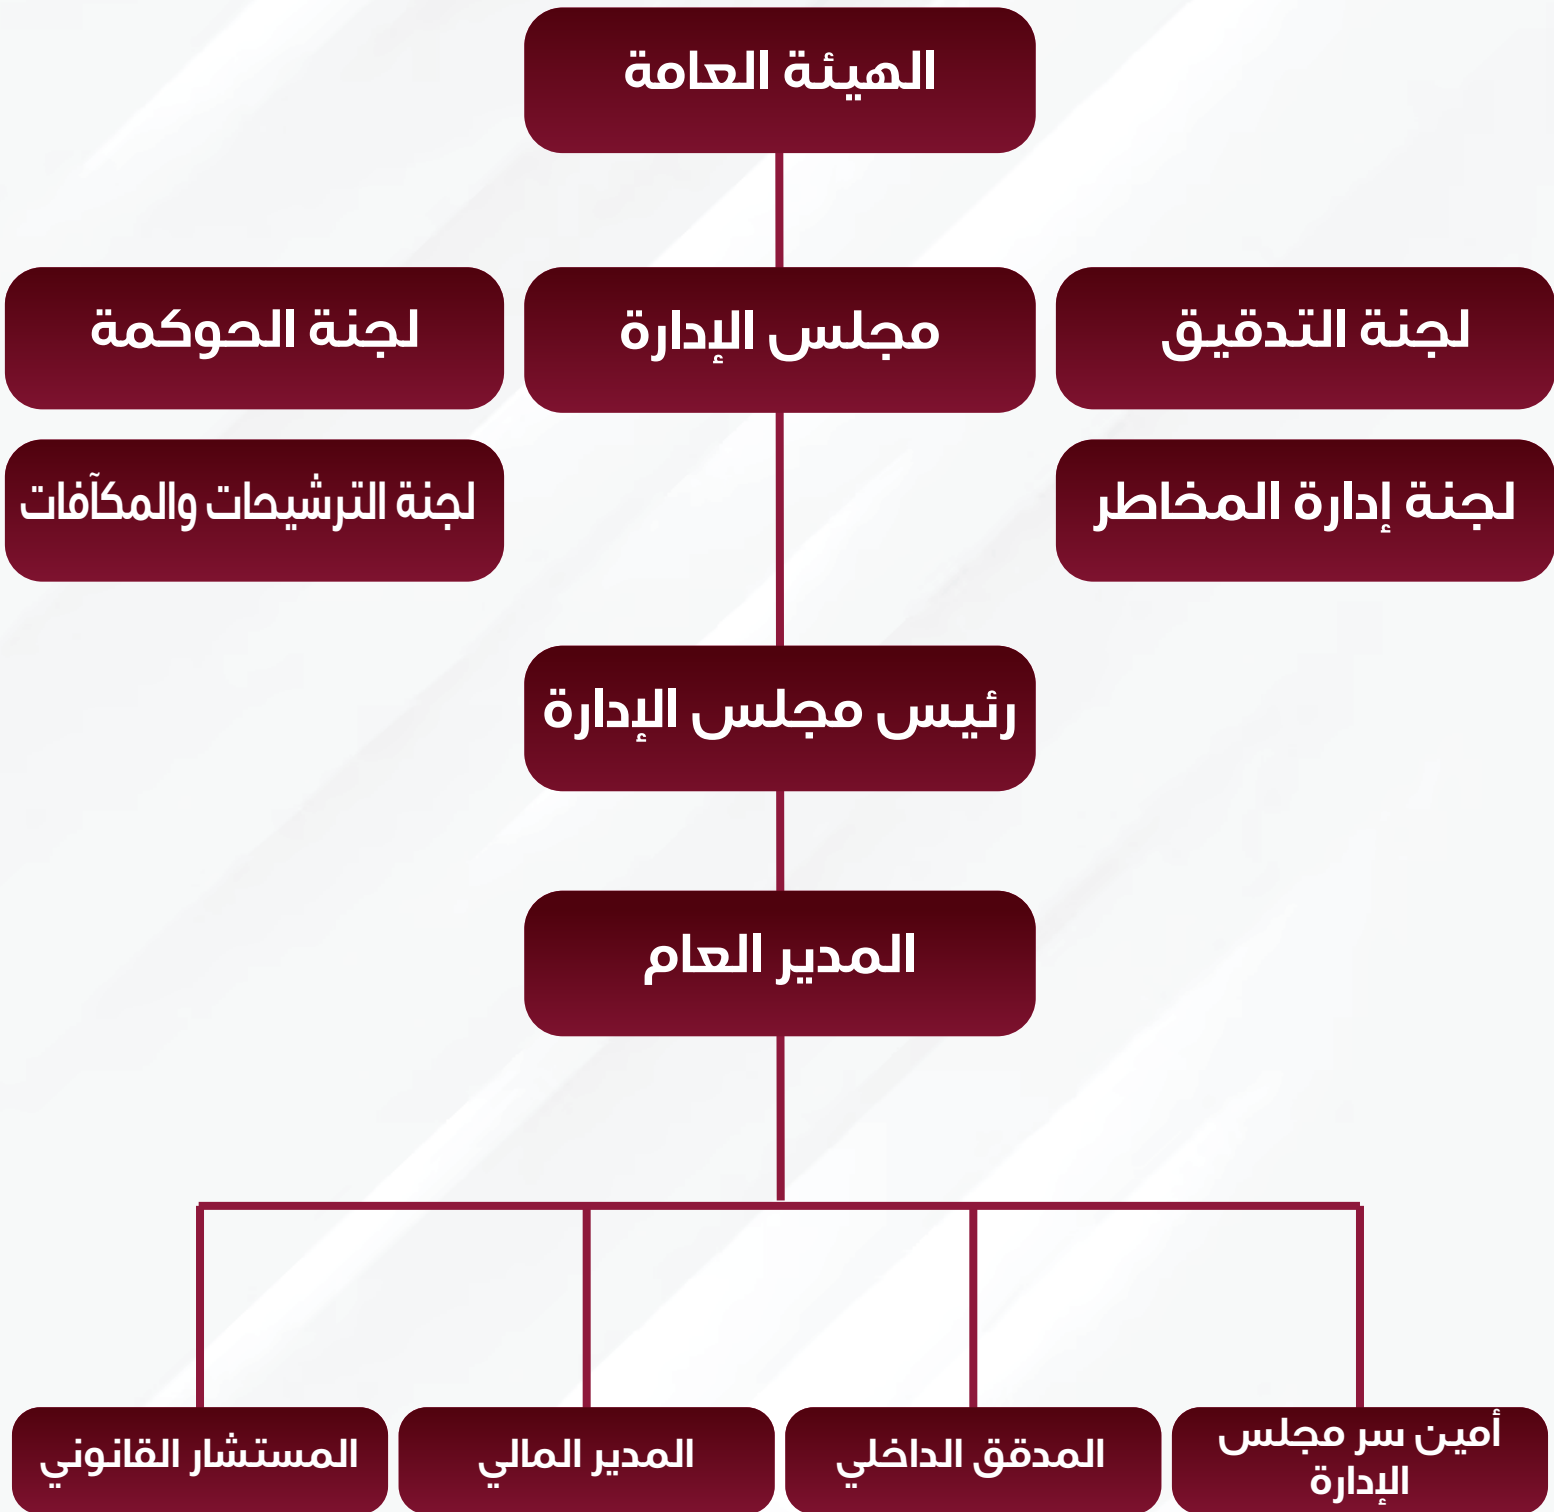 الهيئة العامة
لجنة التدقيق
مجلس الإدارة
لجنة الحوكمة
لجنة إدارة المخاطر
لجنة الترشيحات والمكآفات
رئيس مجلس الإدارة
المدير العام
أمين سر مجلس
الإدارة
المدقق الداخلي
المدير المالي
المستشار القانوني